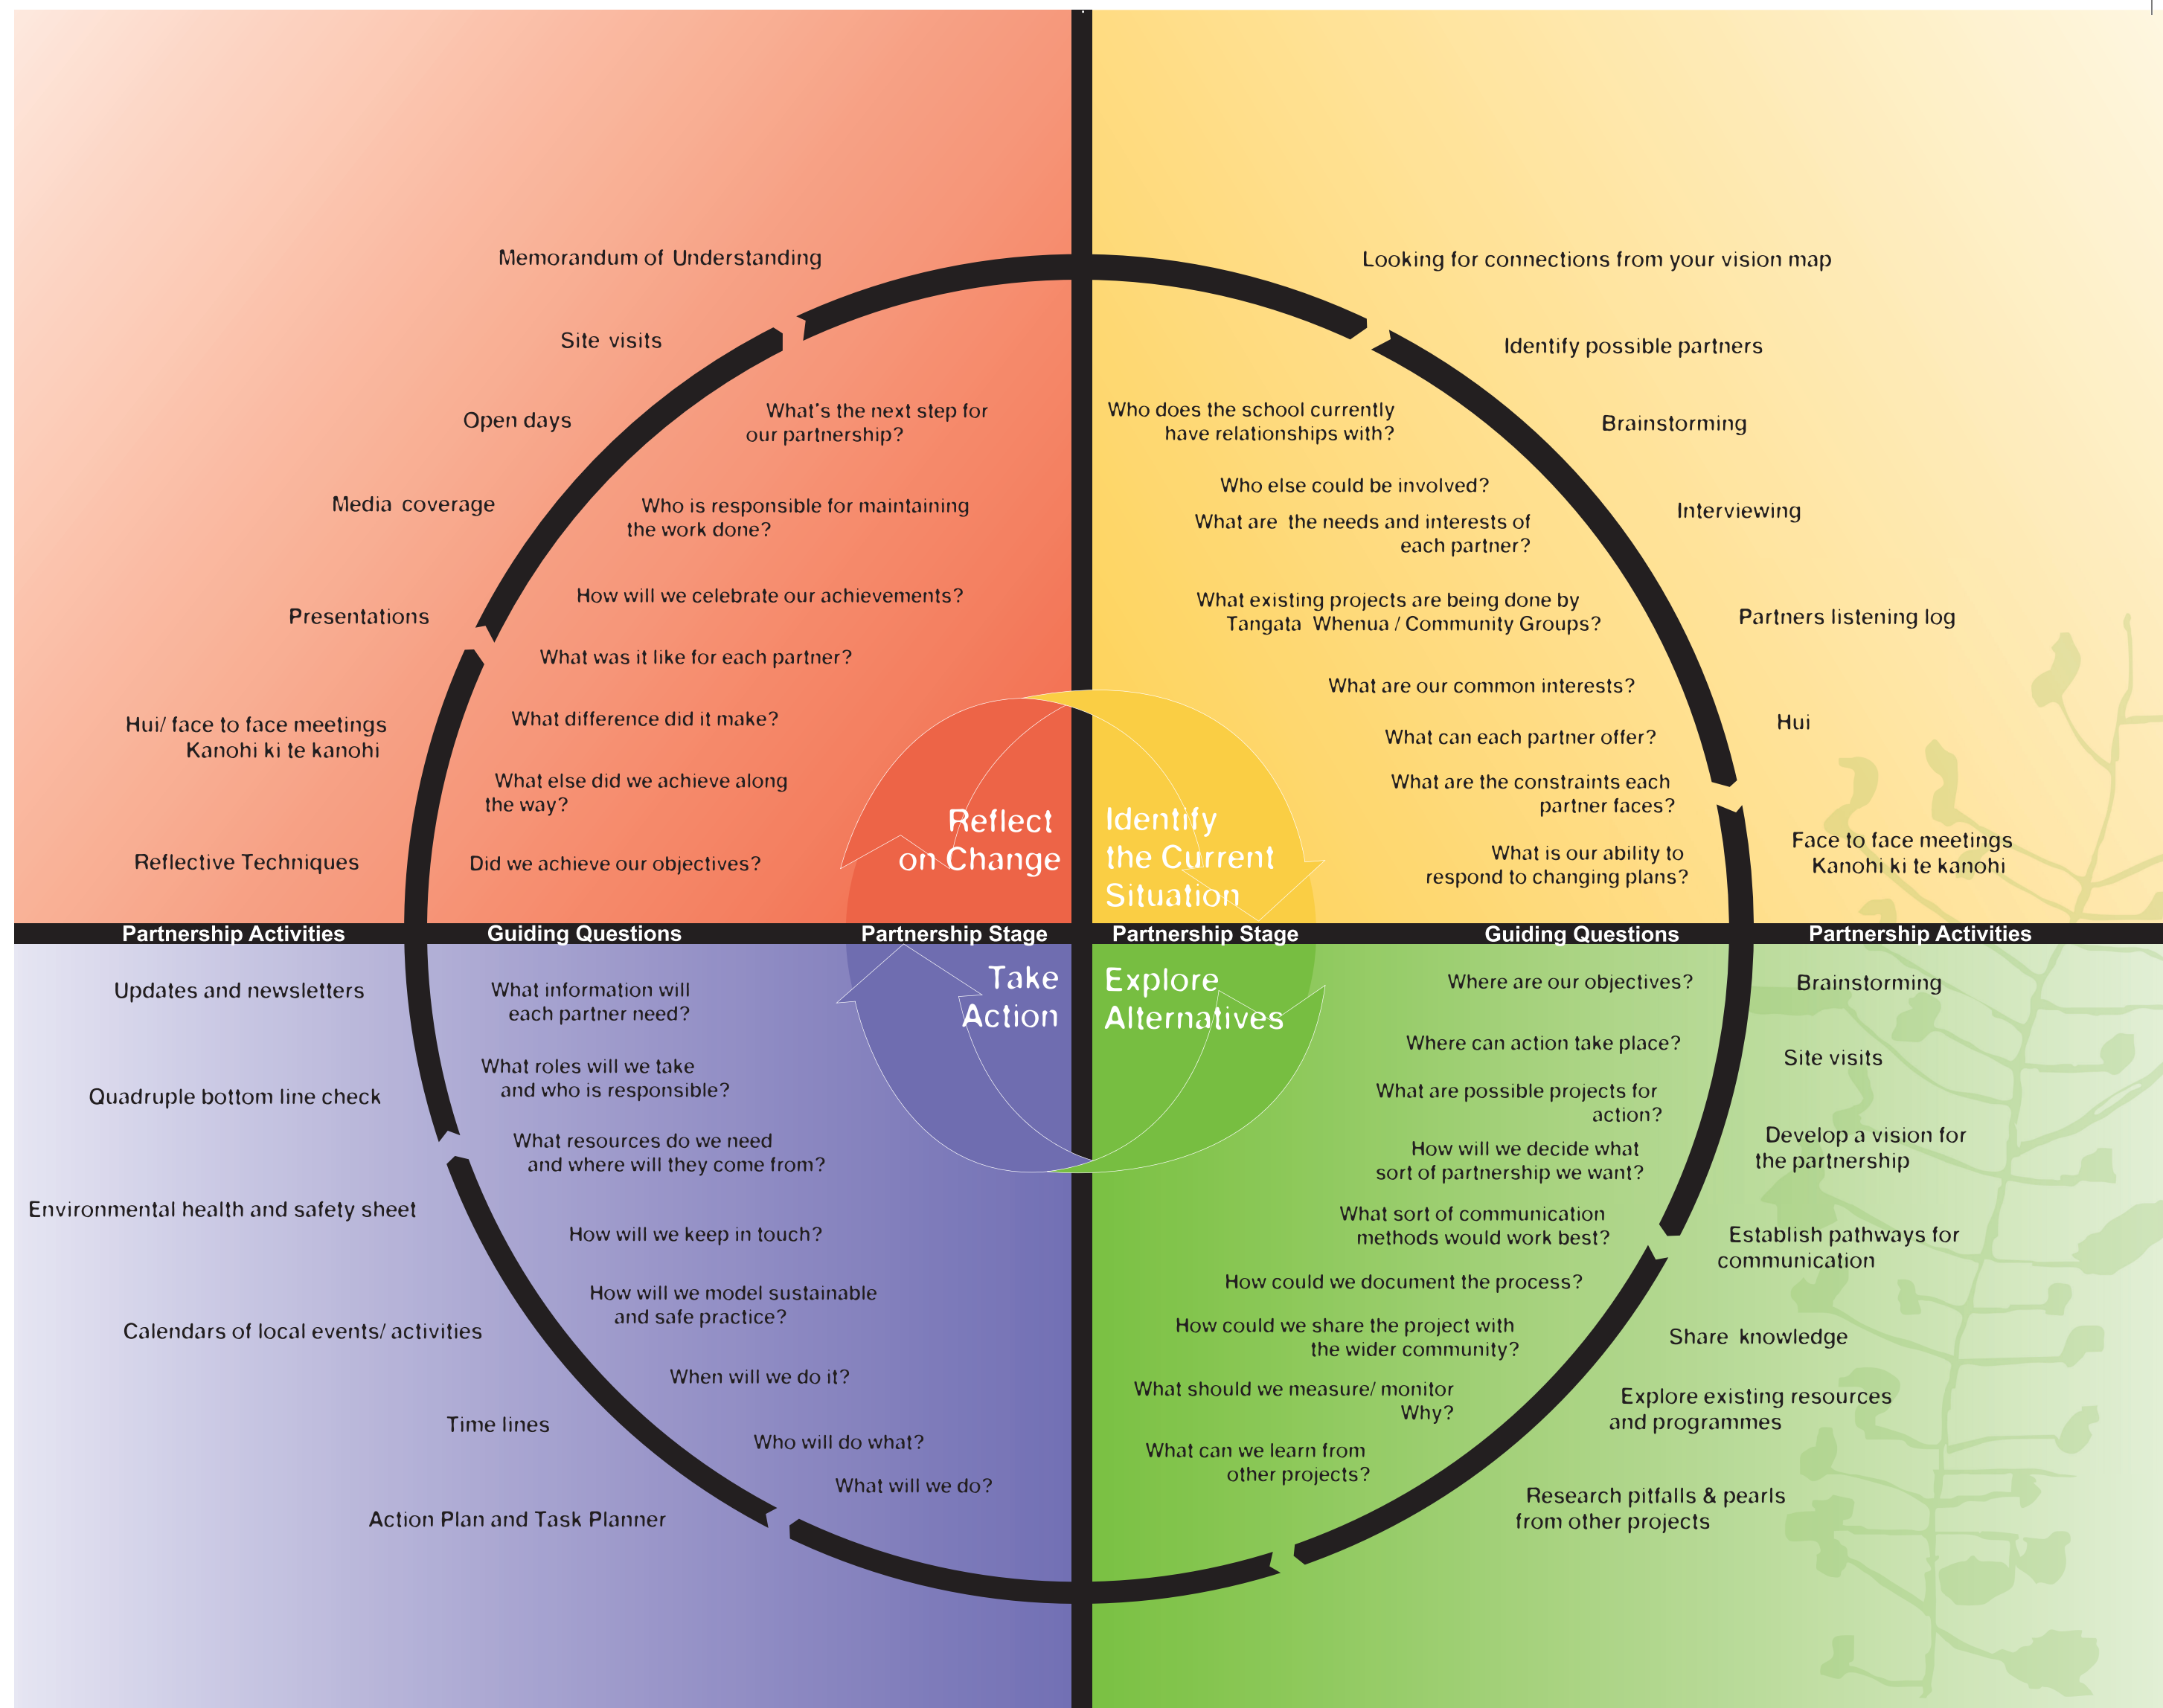 Memorandum of Understanding
Site visits
Open days
Media coverage
Presentations
Hui/ face to face meetings
Kanohi ki te kanohi
Reflective Techniques
What's the next step for
our partnership?
Who is responsible for maintaining
the work done?
How will we celebrate our achievements?
What was it like for each partner?
What difference did it make?
What else did we achieve along
the way?
Did we achieve our objectives?
Reflect
on Change
Identify
the Current
Situation
Who does the school currently
have relationships with?
Who else could be involved?
What are the needs and interests of
each partner?
What existing projects are being done by
Tangata Whenua / Community Groups?
What are our common interests?
What can each partner offer?
What are the constraints each
partner faces?
What is our ability to
respond to changing plans?
Looking for connections from your vision map
Identify possible partners
Brainstorming
Interviewing
Partners listening log
Hui
Face to face meetings
Kanohi ki te kanohi
Partnership Activities
Guiding Questions
Partnership Stage
Partnership Stage
Guiding Questions
Partnership Activities
Updates and newsletters
Quadruple bottom line check
Environmental health and safety sheet
Calendars of local events/ activities
Time lines
Action Plan and Task Planner
What information will
each partner need?
What roles will we take
and who is responsible?
What resources do we need
and where will they come from?
How will we keep in touch?
How will we model sustainable
and safe practice?
When will we do it?
Who will do what?
What will we do?
Take
Action
Explore
Alternatives
Where are our objectives?
Where can action take place?
What are possible projects for
action?
How will we decide what
sort of partnership we want?
What sort of communication
methods would work best?
How could we document the process?
How could we share the project with
the wider community?
What should we measure/ monitor
Why?
What can we learn from
other projects?
Brainstorming
Site visits
Develop a vision for
the partnership
Establish pathways for
communication
Share knowledge
Explore existing resources
and programmes
Research pitfalls & pearls
from other projects